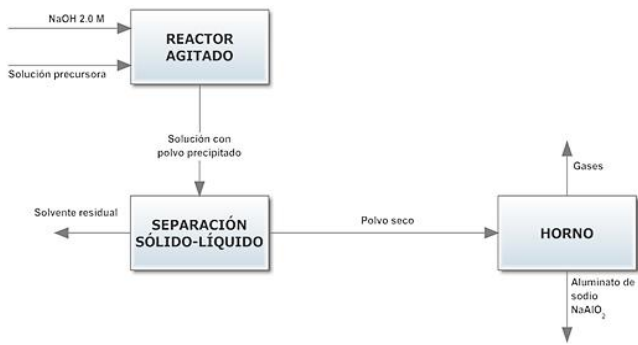 NaOH 2.0 M
REACTOR
AGITADO
Solución precursora
Solución con
polvo precipitado
Gases
Solvente residual
SEPARACIÓN
SÓLIDO-LÍQUIDO
Polvo seco
HORNO
Aluminato de
sodio
NaAlO₂